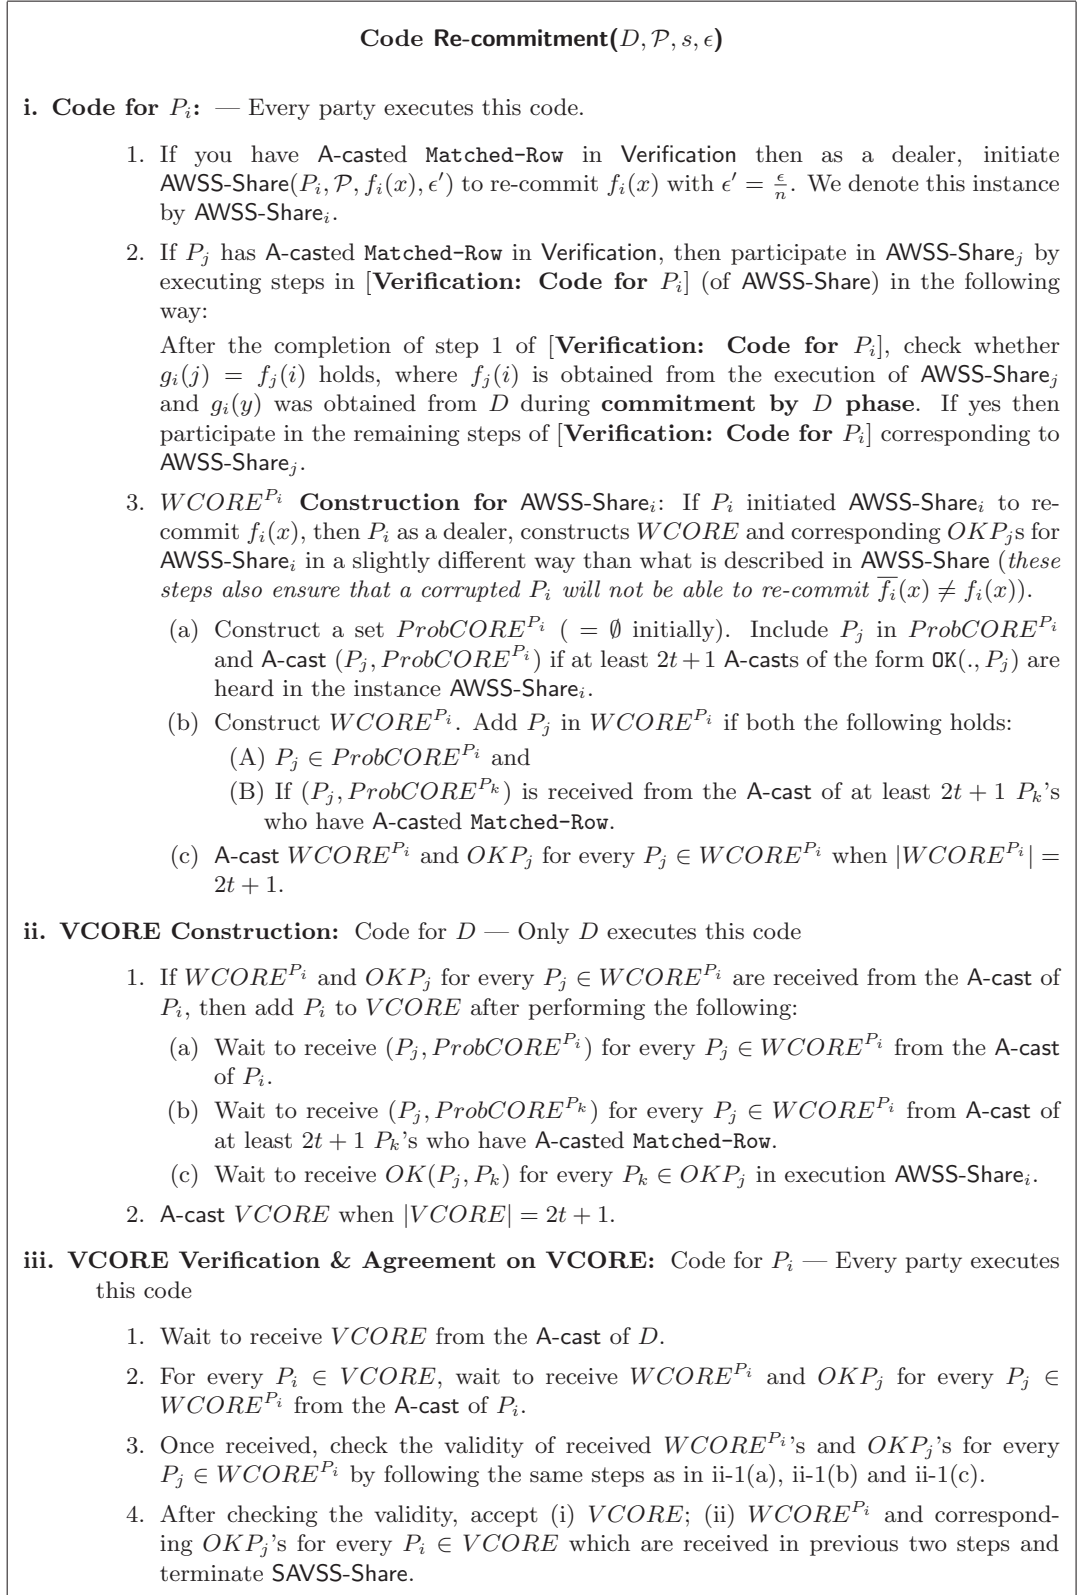 Code Re-commitment(D, 𝒫, s, ϵ)
i. Code for P_i: — Every party executes this code.
1. If you have A-casted Matched-Row in Verification then as a dealer, initiate
AWSS-Share(P_i, 𝒫, f_i(x), ϵ′) to re-commit f_i(x) with ϵ′ = ϵ/n. We denote this instance
by AWSS-Share_i.
2. If P_j has A-casted Matched-Row in Verification, then participate in AWSS-Share_j by
executing steps in [Verification: Code for P_i] (of AWSS-Share) in the following
way:
After the completion of step 1 of [Verification: Code for P_i], check whether
g_i(j) = f_j(i) holds, where f_j(i) is obtained from the execution of AWSS-Share_j
and g_i(y) was obtained from D during commitment by D phase. If yes then
participate in the remaining steps of [Verification: Code for P_i] corresponding to
AWSS-Share_j.
3. WCORE^{P_i} Construction for AWSS-Share_i: If P_i initiated AWSS-Share_i to re-
commit f_i(x), then P_i as a dealer, constructs WCORE and corresponding OKP_js for
AWSS-Share_i in a slightly different way than what is described in AWSS-Share (these
steps also ensure that a corrupted P_i will not be able to re-commit \overline{f_i}(x) ≠ f_i(x)).
(a) Construct a set ProbCORE^{P_i} ( = ∅ initially). Include P_j in ProbCORE^{P_i}
and A-cast (P_j, ProbCORE^{P_i}) if at least 2t+1 A-casts of the form OK(., P_j) are
heard in the instance AWSS-Share_i.
(b) Construct WCORE^{P_i}. Add P_j in WCORE^{P_i} if both the following holds:
(A) P_j ∈ ProbCORE^{P_i} and
(B) If (P_j, ProbCORE^{P_k}) is received from the A-cast of at least 2t + 1 P_k's
who have A-casted Matched-Row.
(c) A-cast WCORE^{P_i} and OKP_j for every P_j ∈ WCORE^{P_i} when |WCORE^{P_i}| =
2t + 1.
ii. VCORE Construction: Code for D — Only D executes this code
1. If WCORE^{P_i} and OKP_j for every P_j ∈ WCORE^{P_i} are received from the A-cast of
P_i, then add P_i to VCORE after performing the following:
(a) Wait to receive (P_j, ProbCORE^{P_i}) for every P_j ∈ WCORE^{P_i} from the A-cast
of P_i.
(b) Wait to receive (P_j, ProbCORE^{P_k}) for every P_j ∈ WCORE^{P_i} from A-cast of
at least 2t + 1 P_k's who have A-casted Matched-Row.
(c) Wait to receive OK(P_j, P_k) for every P_k ∈ OKP_j in execution AWSS-Share_i.
2. A-cast VCORE when |VCORE| = 2t + 1.
iii. VCORE Verification & Agreement on VCORE: Code for P_i — Every party executes
this code
1. Wait to receive VCORE from the A-cast of D.
2. For every P_i ∈ VCORE, wait to receive WCORE^{P_i} and OKP_j for every P_j ∈
WCORE^{P_i} from the A-cast of P_i.
3. Once received, check the validity of received WCORE^{P_i}'s and OKP_j's for every
P_j ∈ WCORE^{P_i} by following the same steps as in ii-1(a), ii-1(b) and ii-1(c).
4. After checking the validity, accept (i) VCORE; (ii) WCORE^{P_i} and correspond-
ing OKP_j's for every P_i ∈ VCORE which are received in previous two steps and
terminate SAVSS-Share.